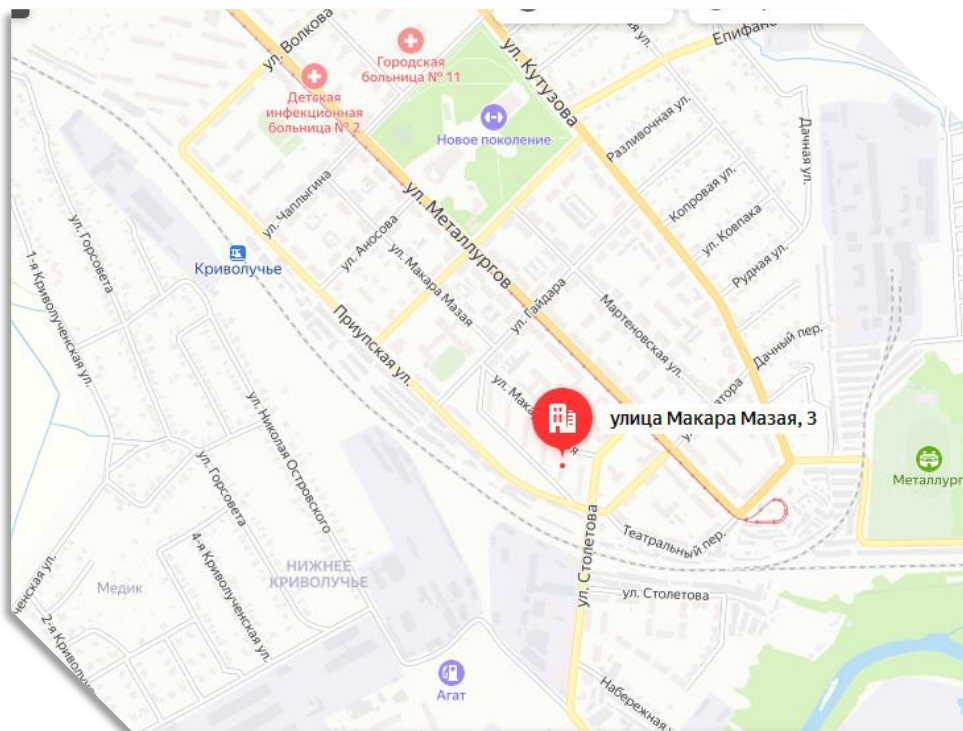 ул. Волкова
Городская
больница № 11
Детская
инфекционная
больница № 2
ул. Кутузова
Новое поколение
Разливочная ул.
Дачная ул.
Копровая ул.
ул. Ковпака
Рудная ул.
ул. Чаплыгина
ул. Аносова
ул. Металлургов
ул. Горсовета
1-я Криволученская ул.
Криволучье
ул. Макара Мазая
ул. Гайдара
Мартеновская ул.
Дачный пер.
Приупская ул.
улица Макара Мазая, 3
ул. Николая Островского
ул. Горсовета
Металлург
Театральный пер.
ул. Столетова
4-я Криволученская ул.
НИЖНЕЕ
КРИВОЛУЧЬЕ
Медик
ул. Столетова
Агат
Набережная